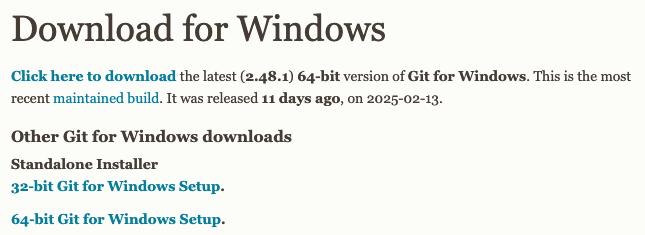 Download for Windows
Click here to download the latest (2.48.1) 64-bit version of Git for Windows. This is the most
recent maintained build. It was released 11 days ago, on 2025-02-13.
Other Git for Windows downloads
Standalone Installer
32-bit Git for Windows Setup.
64-bit Git for Windows Setup.